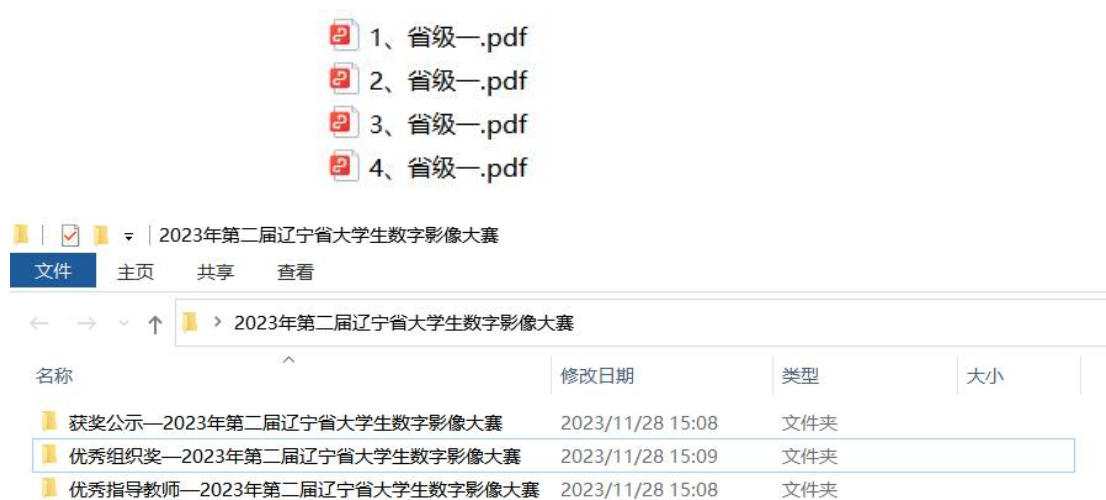 1、省级一.pdf
2、省级一.pdf
3、省级一.pdf
4、省级一.pdf
2023年第二届辽宁省大学生数字影像大赛
文件 主页 共享 查看
2023年第二届辽宁省大学生数字影像大赛
名称 修改日期 类型 大小
获奖公示—2023年第二届辽宁省大学生数字影像大赛 2023/11/28 15:08 文件夹
优秀组织奖—2023年第二届辽宁省大学生数字影像大赛 2023/11/28 15:09 文件夹
优秀指导教师—2023年第二届辽宁省大学生数字影像大赛 2023/11/28 15:08 文件夹